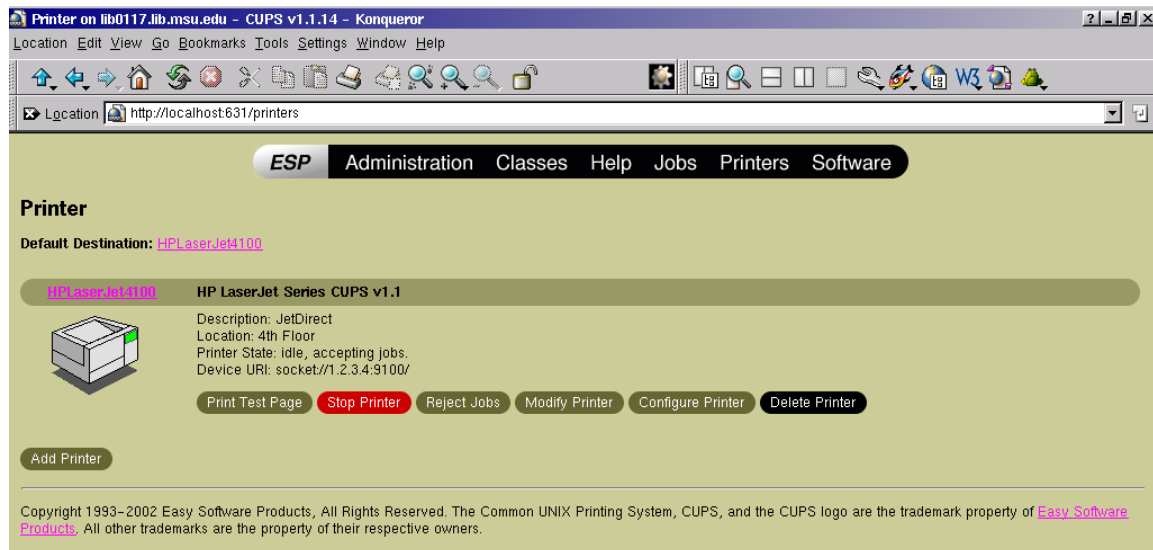 Printer on lib0117.lib.msu.edu – CUPS v1.1.14 – Konqueror
Location Edit View Go Bookmarks Tools Settings Window Help
Location http://localhost:631/printers
ESP Administration Classes Help Jobs Printers Software
Printer
Default Destination: HPLaserJet4100
HPLaserJet4100 HP LaserJet Series CUPS v1.1
Description: JetDirect
Location: 4th Floor
Printer State: idle, accepting jobs.
Device URI: socket://1.2.3.4:9100/
Print Test Page Stop Printer Reject Jobs Modify Printer Configure Printer Delete Printer
Add Printer
Copyright 1993–2002 Easy Software Products, All Rights Reserved. The Common UNIX Printing System, CUPS, and the CUPS logo are the trademark property of Easy Software
Products. All other trademarks are the property of their respective owners.